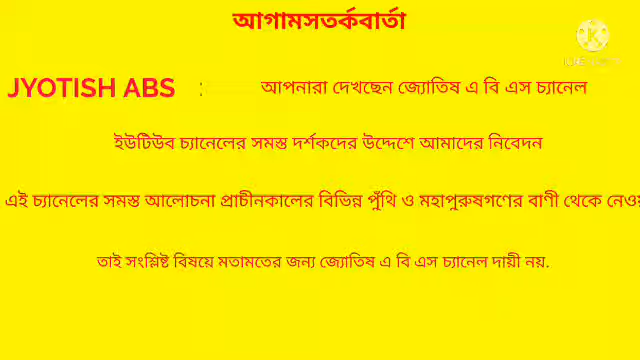 আগামসতর্কবার্তা
JYOTISH ABS : আপনারা দেখছেন জ্যোতিষ এ বি এস চ্যানেল
ইউটিউব চ্যানেলের সমস্ত দর্শকদের উদ্দেশে আমাদের নিবেদন
এই চ্যানেলের সমস্ত আলোচনা প্রাচীনকালের বিভিন্ন পুঁথি ও মহাপুরুষগণের বাণী থেকে
তাই সংশ্লিষ্ট বিষয়ে মতামতের জন্য জ্যোতিষ এ বি এস চ্যানেল দায়ী নয়.